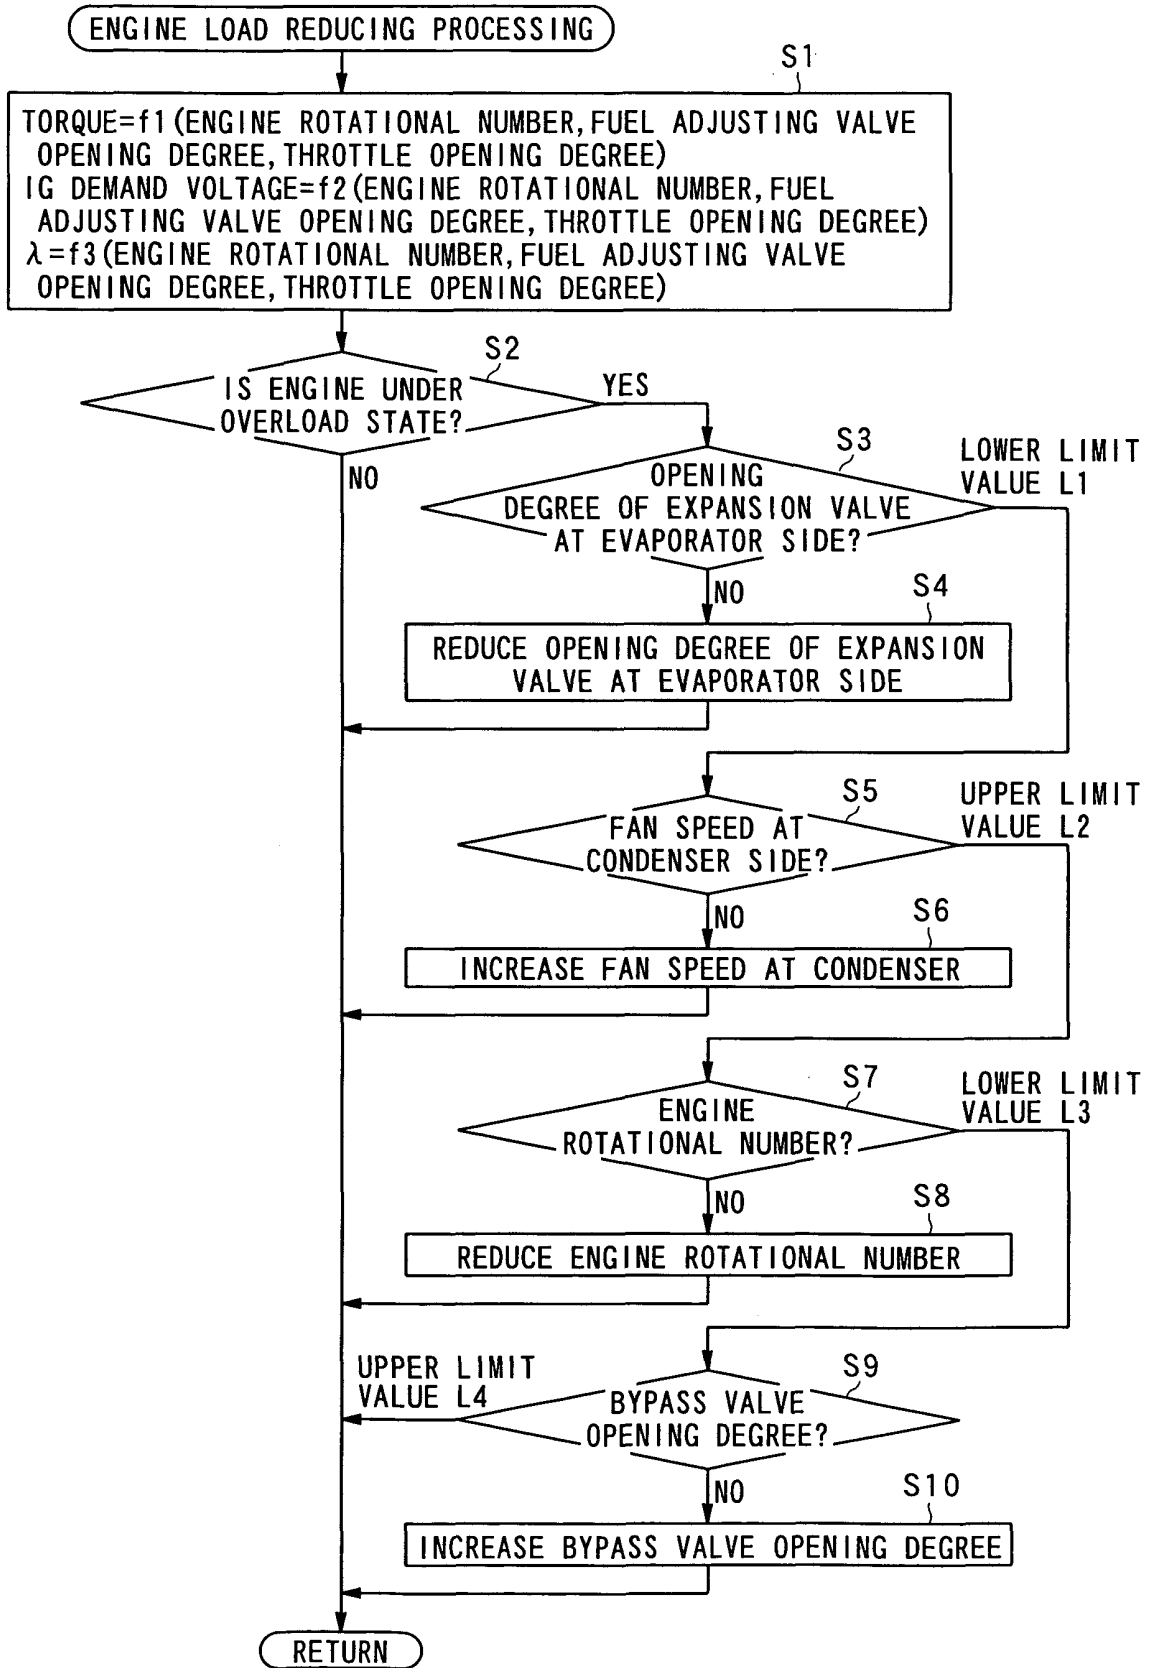 ENGINE LOAD REDUCING PROCESSING
S1
TORQUE=f1(ENGINE ROTATIONAL NUMBER,FUEL ADJUSTING VALVE
OPENING DEGREE,THROTTLE OPENING DEGREE)
IG DEMAND VOLTAGE=f2(ENGINE ROTATIONAL NUMBER,FUEL
ADJUSTING VALVE OPENING DEGREE,THROTTLE OPENING DEGREE)
λ=f3(ENGINE ROTATIONAL NUMBER,FUEL ADJUSTING VALVE
OPENING DEGREE,THROTTLE OPENING DEGREE)
S2
IS ENGINE UNDER
OVERLOAD STATE?
YES
NO
S3
LOWER LIMIT
VALUE L1
OPENING
DEGREE OF EXPANSION VALVE
AT EVAPORATOR SIDE?
NO
S4
REDUCE OPENING DEGREE OF EXPANSION
VALVE AT EVAPORATOR SIDE
S5
UPPER LIMIT
VALUE L2
FAN SPEED AT
CONDENSER SIDE?
NO
S6
INCREASE FAN SPEED AT CONDENSER
S7
LOWER LIMIT
VALUE L3
ENGINE
ROTATIONAL NUMBER?
NO
S8
REDUCE ENGINE ROTATIONAL NUMBER
UPPER LIMIT
VALUE L4
S9
BYPASS VALVE
OPENING DEGREE?
NO
S10
INCREASE BYPASS VALVE OPENING DEGREE
RETURN